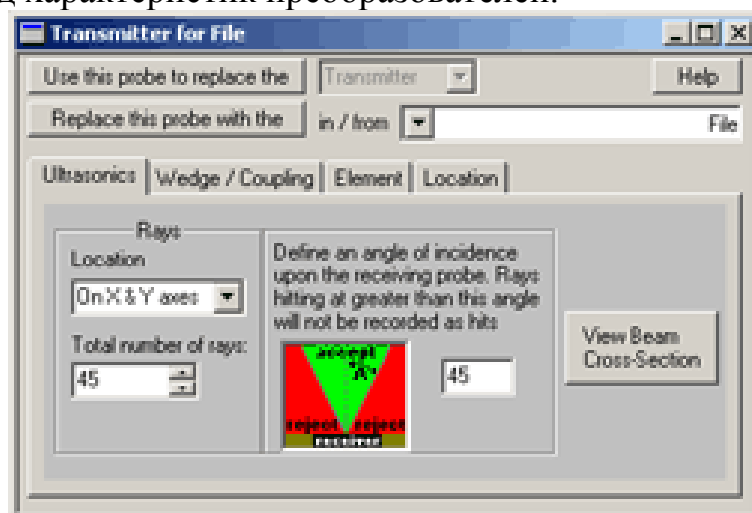 д характеристик преобразователей.
Transmitter for File
Use this probe to replace the Transmitter Help
Replace this probe with the in / from File
Ultrasonics Wedge / Coupling Element Location
Rays
Location
On X & Y axes
Total number of rays:
45
Define an angle of incidence
upon the receiving probe. Rays
hitting at greater than this angle
will not be recorded as hits
accept
reject reject
receiver
45
View Beam
Cross-Section